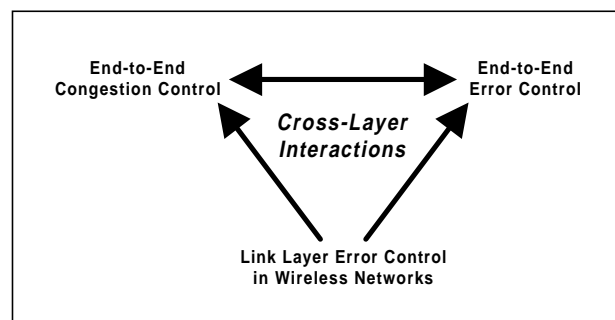 End-to-End
Congestion Control
End-to-End
Error Control
Cross-Layer
Interactions
Link Layer Error Control
in Wireless Networks